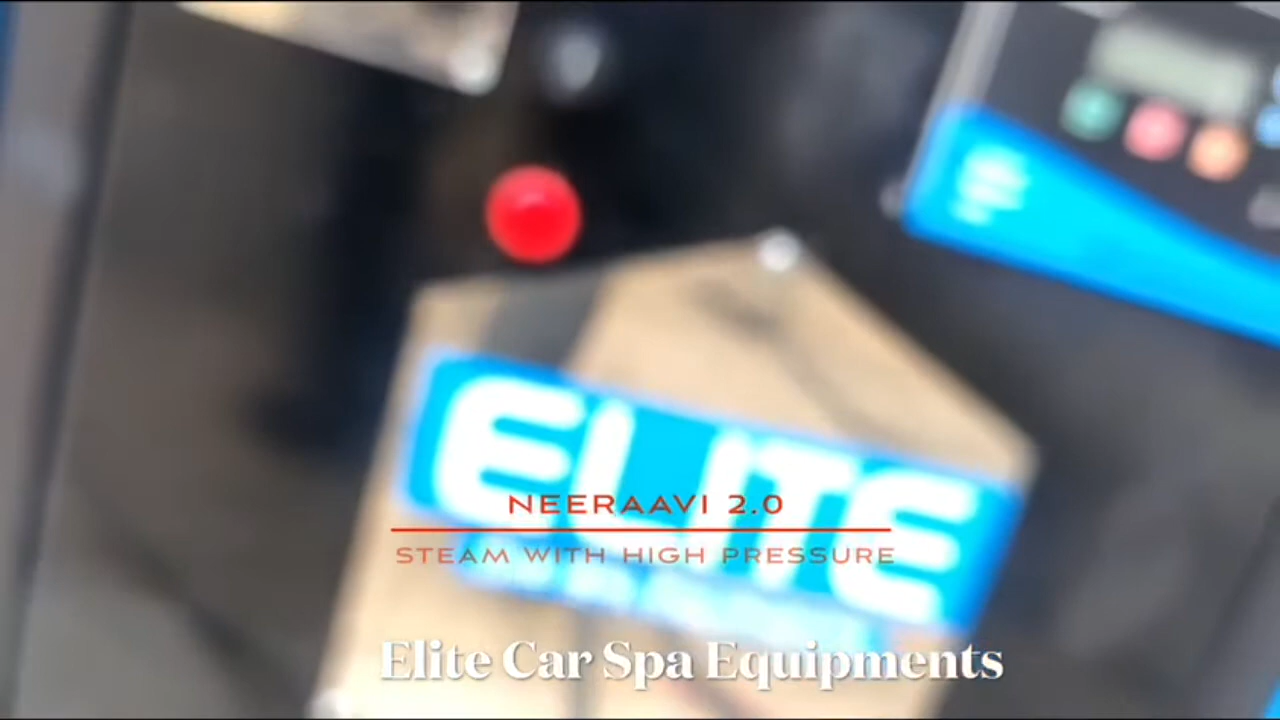 ELITE
NEERAAVI 2.0
STEAM WITH HIGH PRESSURE
Elite Car Spa Equipments